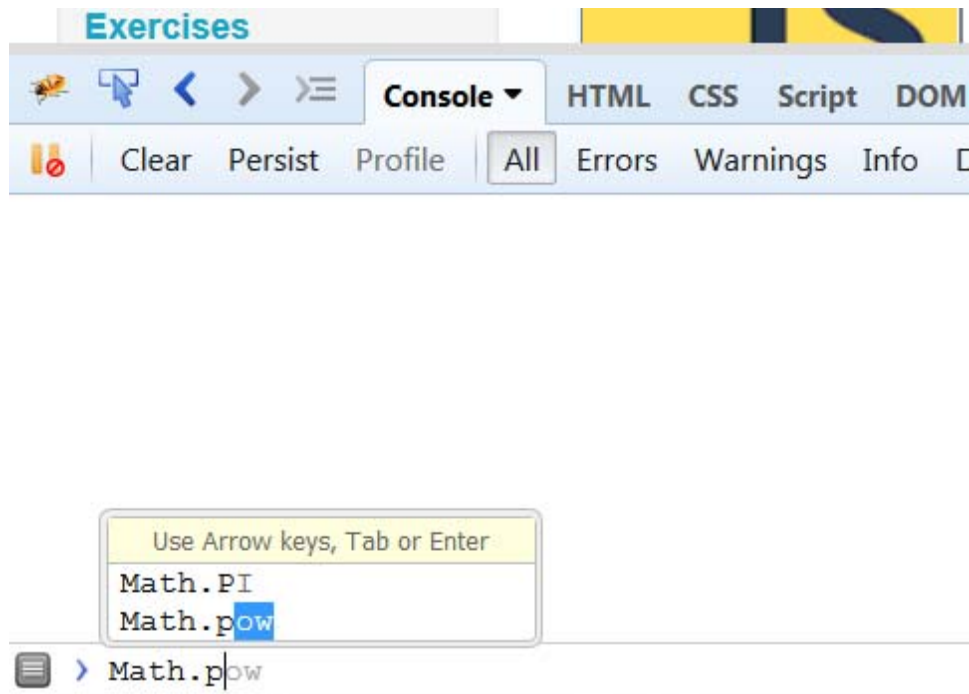 Exercises
Console HTML CSS Script DOM
Clear Persist Profile All Errors Warnings Info
Use Arrow keys, Tab or Enter
Math.PI
Math.pow
Math.pow